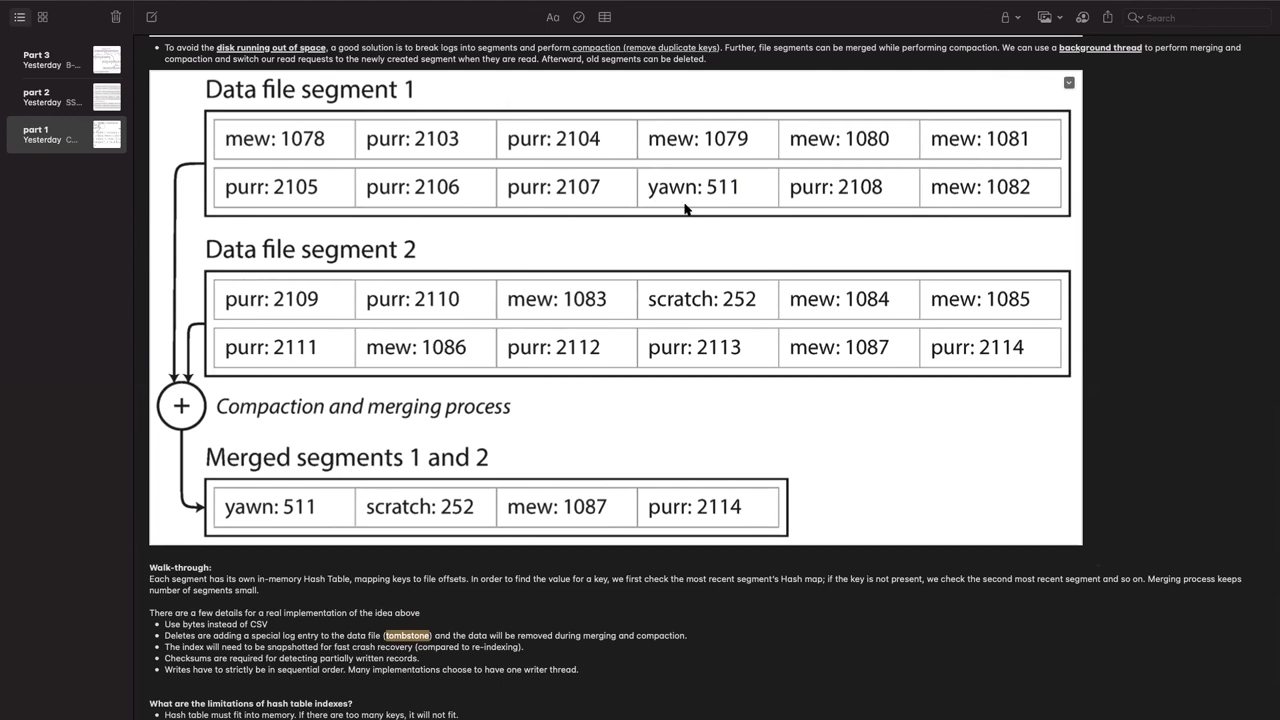 Aa
Search
Part 3
Yesterday B-...
part 2
Yesterday SS...
part 1
Yesterday C...
• To avoid the disk running out of space, a good solution is to break logs into segments and perform compaction (remove duplicate keys). Further, file segments can be merged while performing compaction. We can use a background thread to perform merging and
compaction and switch our read requests to the newly created segment when they are read. Afterward, old segments can be deleted.
Data file segment 1
mew: 1078 purr: 2103 purr: 2104 mew: 1079 mew: 1080 mew: 1081
purr: 2105 purr: 2106 purr: 2107 yawn: 511 purr: 2108 mew: 1082
Data file segment 2
purr: 2109 purr: 2110 mew: 1083 scratch: 252 mew: 1084 mew: 1085
purr: 2111 mew: 1086 purr: 2112 purr: 2113 mew: 1087 purr: 2114
+ Compaction and merging process
Merged segments 1 and 2
yawn: 511 scratch: 252 mew: 1087 purr: 2114
Walk-through:
Each segment has its own in-memory Hash Table, mapping keys to file offsets. In order to find the value for a key, we first check the most recent segment's Hash map; if the key is not present, we check the second most recent segment and so on. Merging process keeps
number of segments small.
There are a few details for a real implementation of the idea above
• Use bytes instead of CSV
• Deletes are adding a special log entry to the data file (tombstone) and the data will be removed during merging and compaction.
• The index will need to be snapshotted for fast crash recovery (compared to re-indexing).
• Checksums are required for detecting partially written records.
• Writes have to strictly be in sequential order. Many implementations choose to have one writer thread.
What are the limitations of hash table indexes?
• Hash table must fit into memory. If there are too many keys, it will not fit.